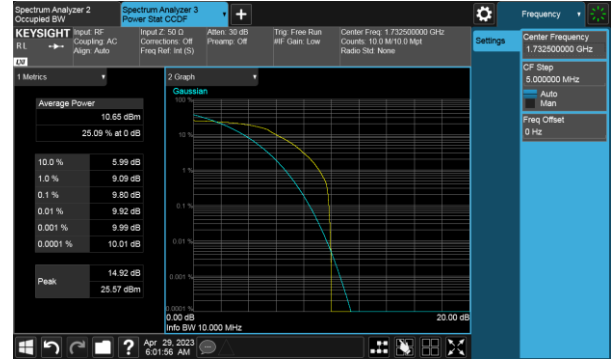 Spectrum Analyzer 2
Occupied BW
Spectrum Analyzer 3
Power Stat CCDF
Frequency
KEYSIGHT
RL
LW
Input: RF
Coupling: AC
Align: Auto
Input Z: 50 Ω
Corrections: Off
Freq Ref: Int (S)
Atten: 30 dB
Preamp: Off
Trig: Free Run
#IF Gain: Low
Center Freq: 1.732500000 GHz
Counts: 10.0 M/10.0 Mpt
Radio Std: None
Settings
Center Frequency
1.732500000 GHz
CF Step
5.000000 MHz
Auto
Man
Freq Offset
0 Hz
1 Metrics
Average Power
10.65 dBm
25.09 % at 0 dB
10.0 % 5.99 dB
1.0 % 9.09 dB
0.1 % 9.80 dB
0.01 % 9.92 dB
0.001 % 9.99 dB
0.0001 % 10.01 dB
Peak
14.92 dB
25.57 dBm
2 Graph
Gaussian
100 %
10 %
1 %
0.1 %
0.01 %
0.001 %
0.0001 %
0.00 dB 20.00 dB
Info BW 10.000 MHz
?
Apr 29, 2023
6:01:56 AM